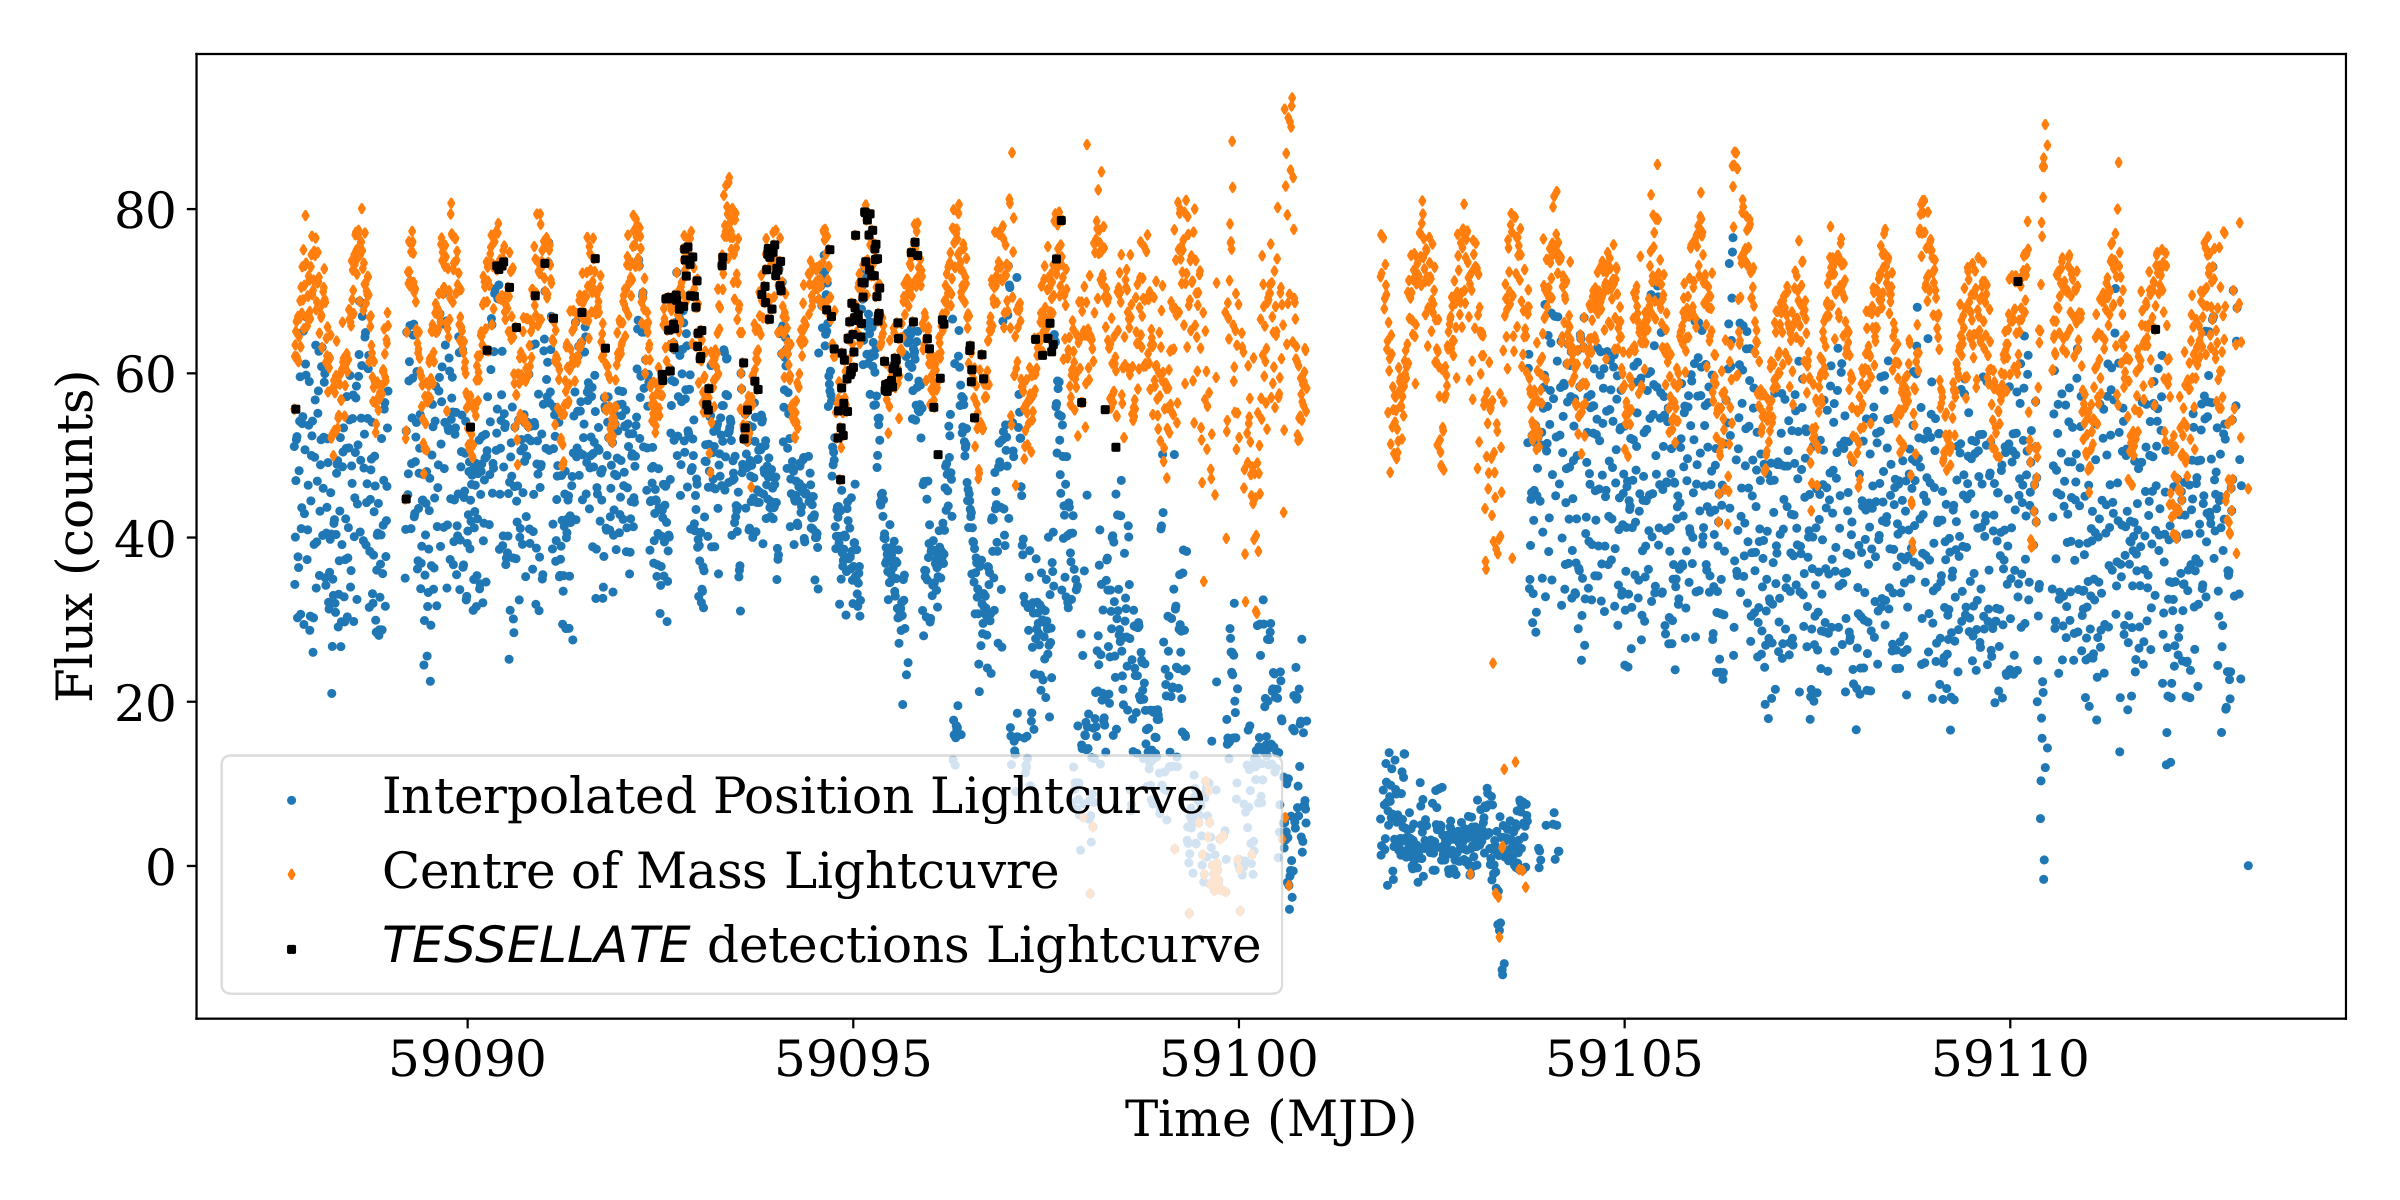 80
60
40
20
0
Flux (counts)
Interpolated Position Lightcurve
Centre of Mass Lightcuvre
TESSELLATE detections Lightcurve
59090 59095 59100 59105 59110
Time (MJD)